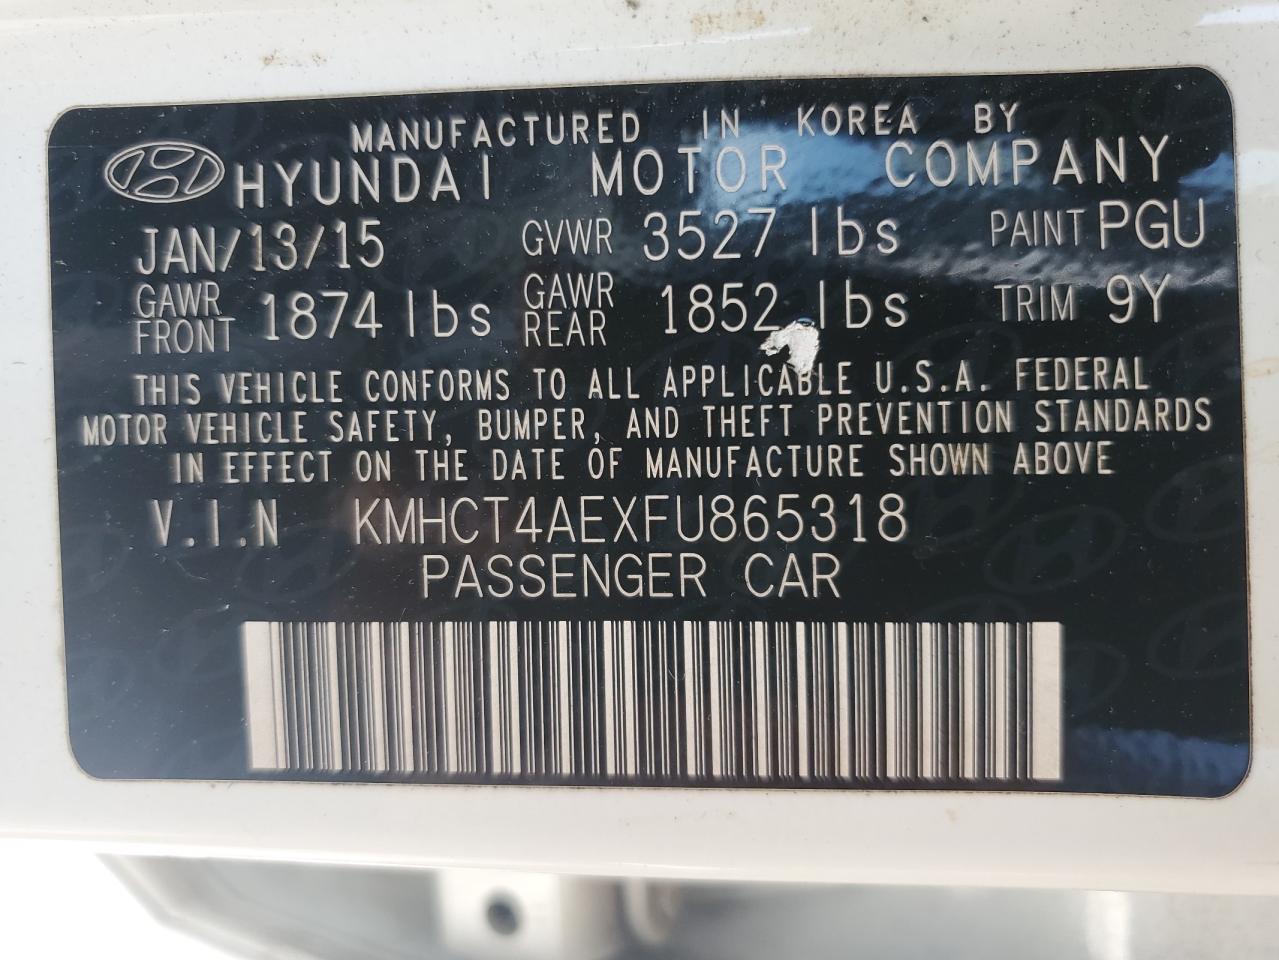 MANUFACTURED IN KOREA BY
HYUNDAI MOTOR COMPANY
JAN/13/15 GVWR 3527 lbs PAINT PGU
GAWR FRONT 1874 lbs GAWR REAR 1852 lbs TRIM 9Y
THIS VEHICLE CONFORMS TO ALL APPLICABLE U.S.A. FEDERAL
MOTOR VEHICLE SAFETY, BUMPER, AND THEFT PREVENTION STANDARDS
IN EFFECT ON THE DATE OF MANUFACTURE SHOWN ABOVE
V.I.N KMHCT4AEXFU865318
PASSENGER CAR